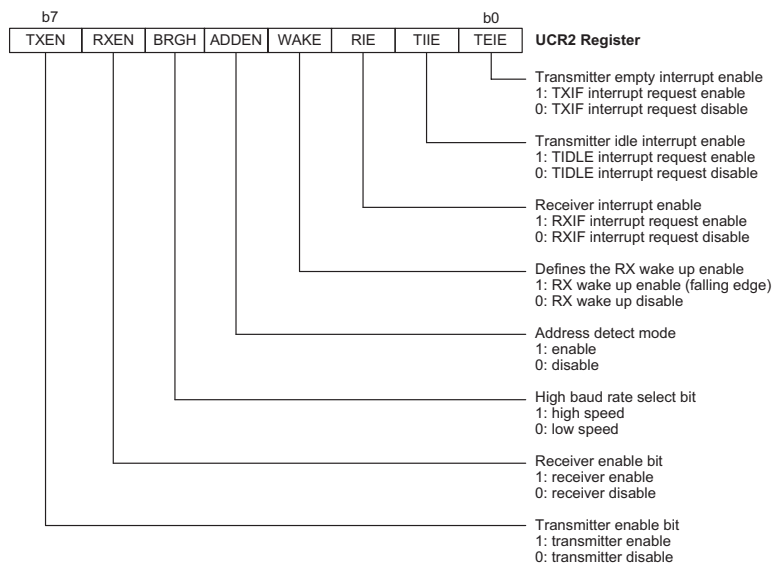 b7 b0
TXEN RXEN BRGH ADDEN WAKE RIE TIIE TEIE UCR2 Register
Transmitter empty interrupt enable
1: TXIF interrupt request enable
0: TXIF interrupt request disable
Transmitter idle interrupt enable
1: TIDLE interrupt request enable
0: TIDLE interrupt request disable
Receiver interrupt enable
1: RXIF interrupt request enable
0: RXIF interrupt request disable
Defines the RX wake up enable
1: RX wake up enable (falling edge)
0: RX wake up disable
Address detect mode
1: enable
0: disable
High baud rate select bit
1: high speed
0: low speed
Receiver enable bit
1: receiver enable
0: receiver disable
Transmitter enable bit
1: transmitter enable
0: transmitter disable